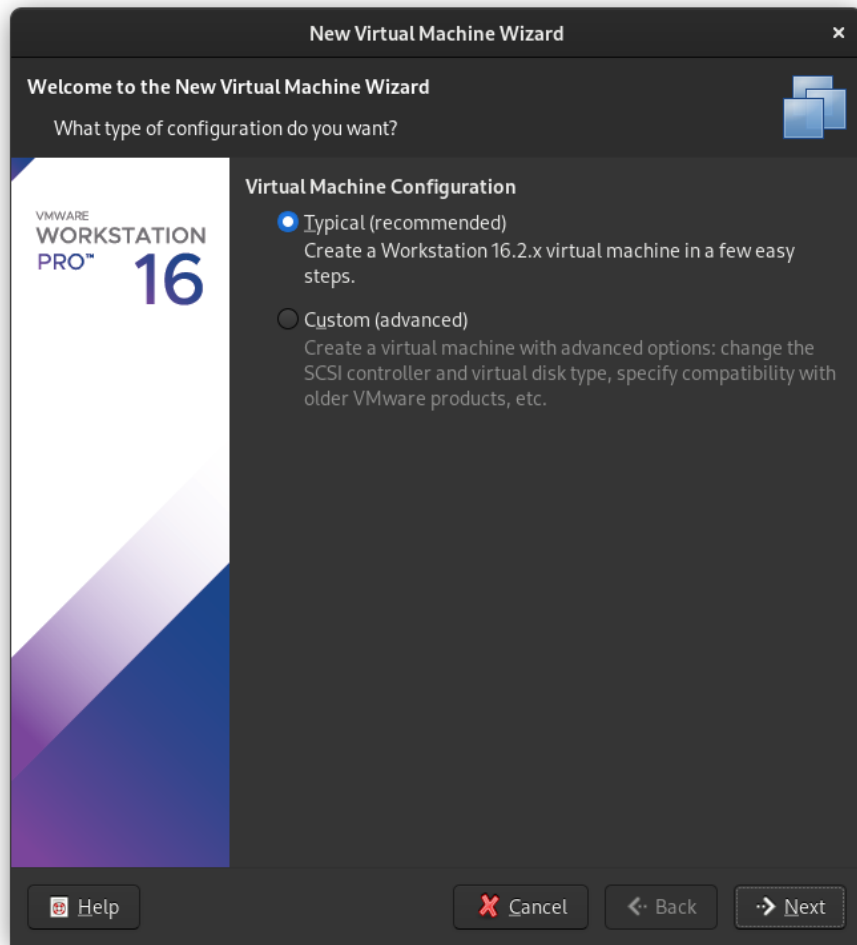 New Virtual Machine Wizard
Welcome to the New Virtual Machine Wizard
What type of configuration do you want?
VMWARE
WORKSTATION
PRO™ 16
Virtual Machine Configuration
Typical (recommended)
Create a Workstation 16.2.x virtual machine in a few easy
steps.
Custom (advanced)
Create a virtual machine with advanced options: change the
SCSI controller and virtual disk type, specify compatibility with
older VMware products, etc.
Help
Cancel
Back
Next